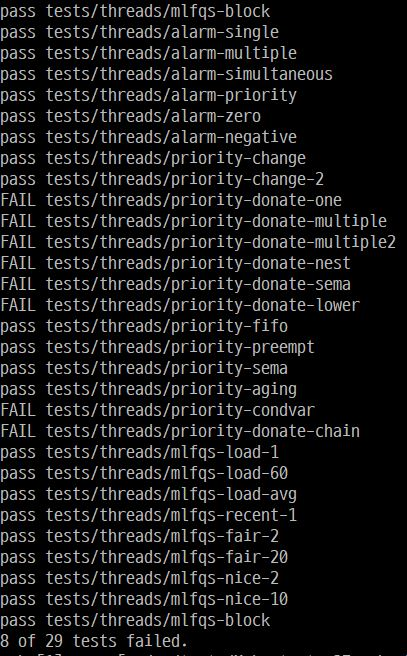 pass tests/threads/mlfqs-block
pass tests/threads/alarm-single
pass tests/threads/alarm-multiple
pass tests/threads/alarm-simultaneous
pass tests/threads/alarm-priority
pass tests/threads/alarm-zero
pass tests/threads/alarm-negative
pass tests/threads/priority-change
pass tests/threads/priority-change-2
FAIL tests/threads/priority-donate-one
FAIL tests/threads/priority-donate-multiple
FAIL tests/threads/priority-donate-multiple2
FAIL tests/threads/priority-donate-nest
FAIL tests/threads/priority-donate-sema
FAIL tests/threads/priority-donate-lower
pass tests/threads/priority-fifo
pass tests/threads/priority-preempt
pass tests/threads/priority-sema
pass tests/threads/priority-aging
FAIL tests/threads/priority-condvar
FAIL tests/threads/priority-donate-chain
pass tests/threads/mlfqs-load-1
pass tests/threads/mlfqs-load-60
pass tests/threads/mlfqs-load-avg
pass tests/threads/mlfqs-recent-1
pass tests/threads/mlfqs-fair-2
pass tests/threads/mlfqs-fair-20
pass tests/threads/mlfqs-nice-2
pass tests/threads/mlfqs-nice-10
pass tests/threads/mlfqs-block
8 of 29 tests failed.